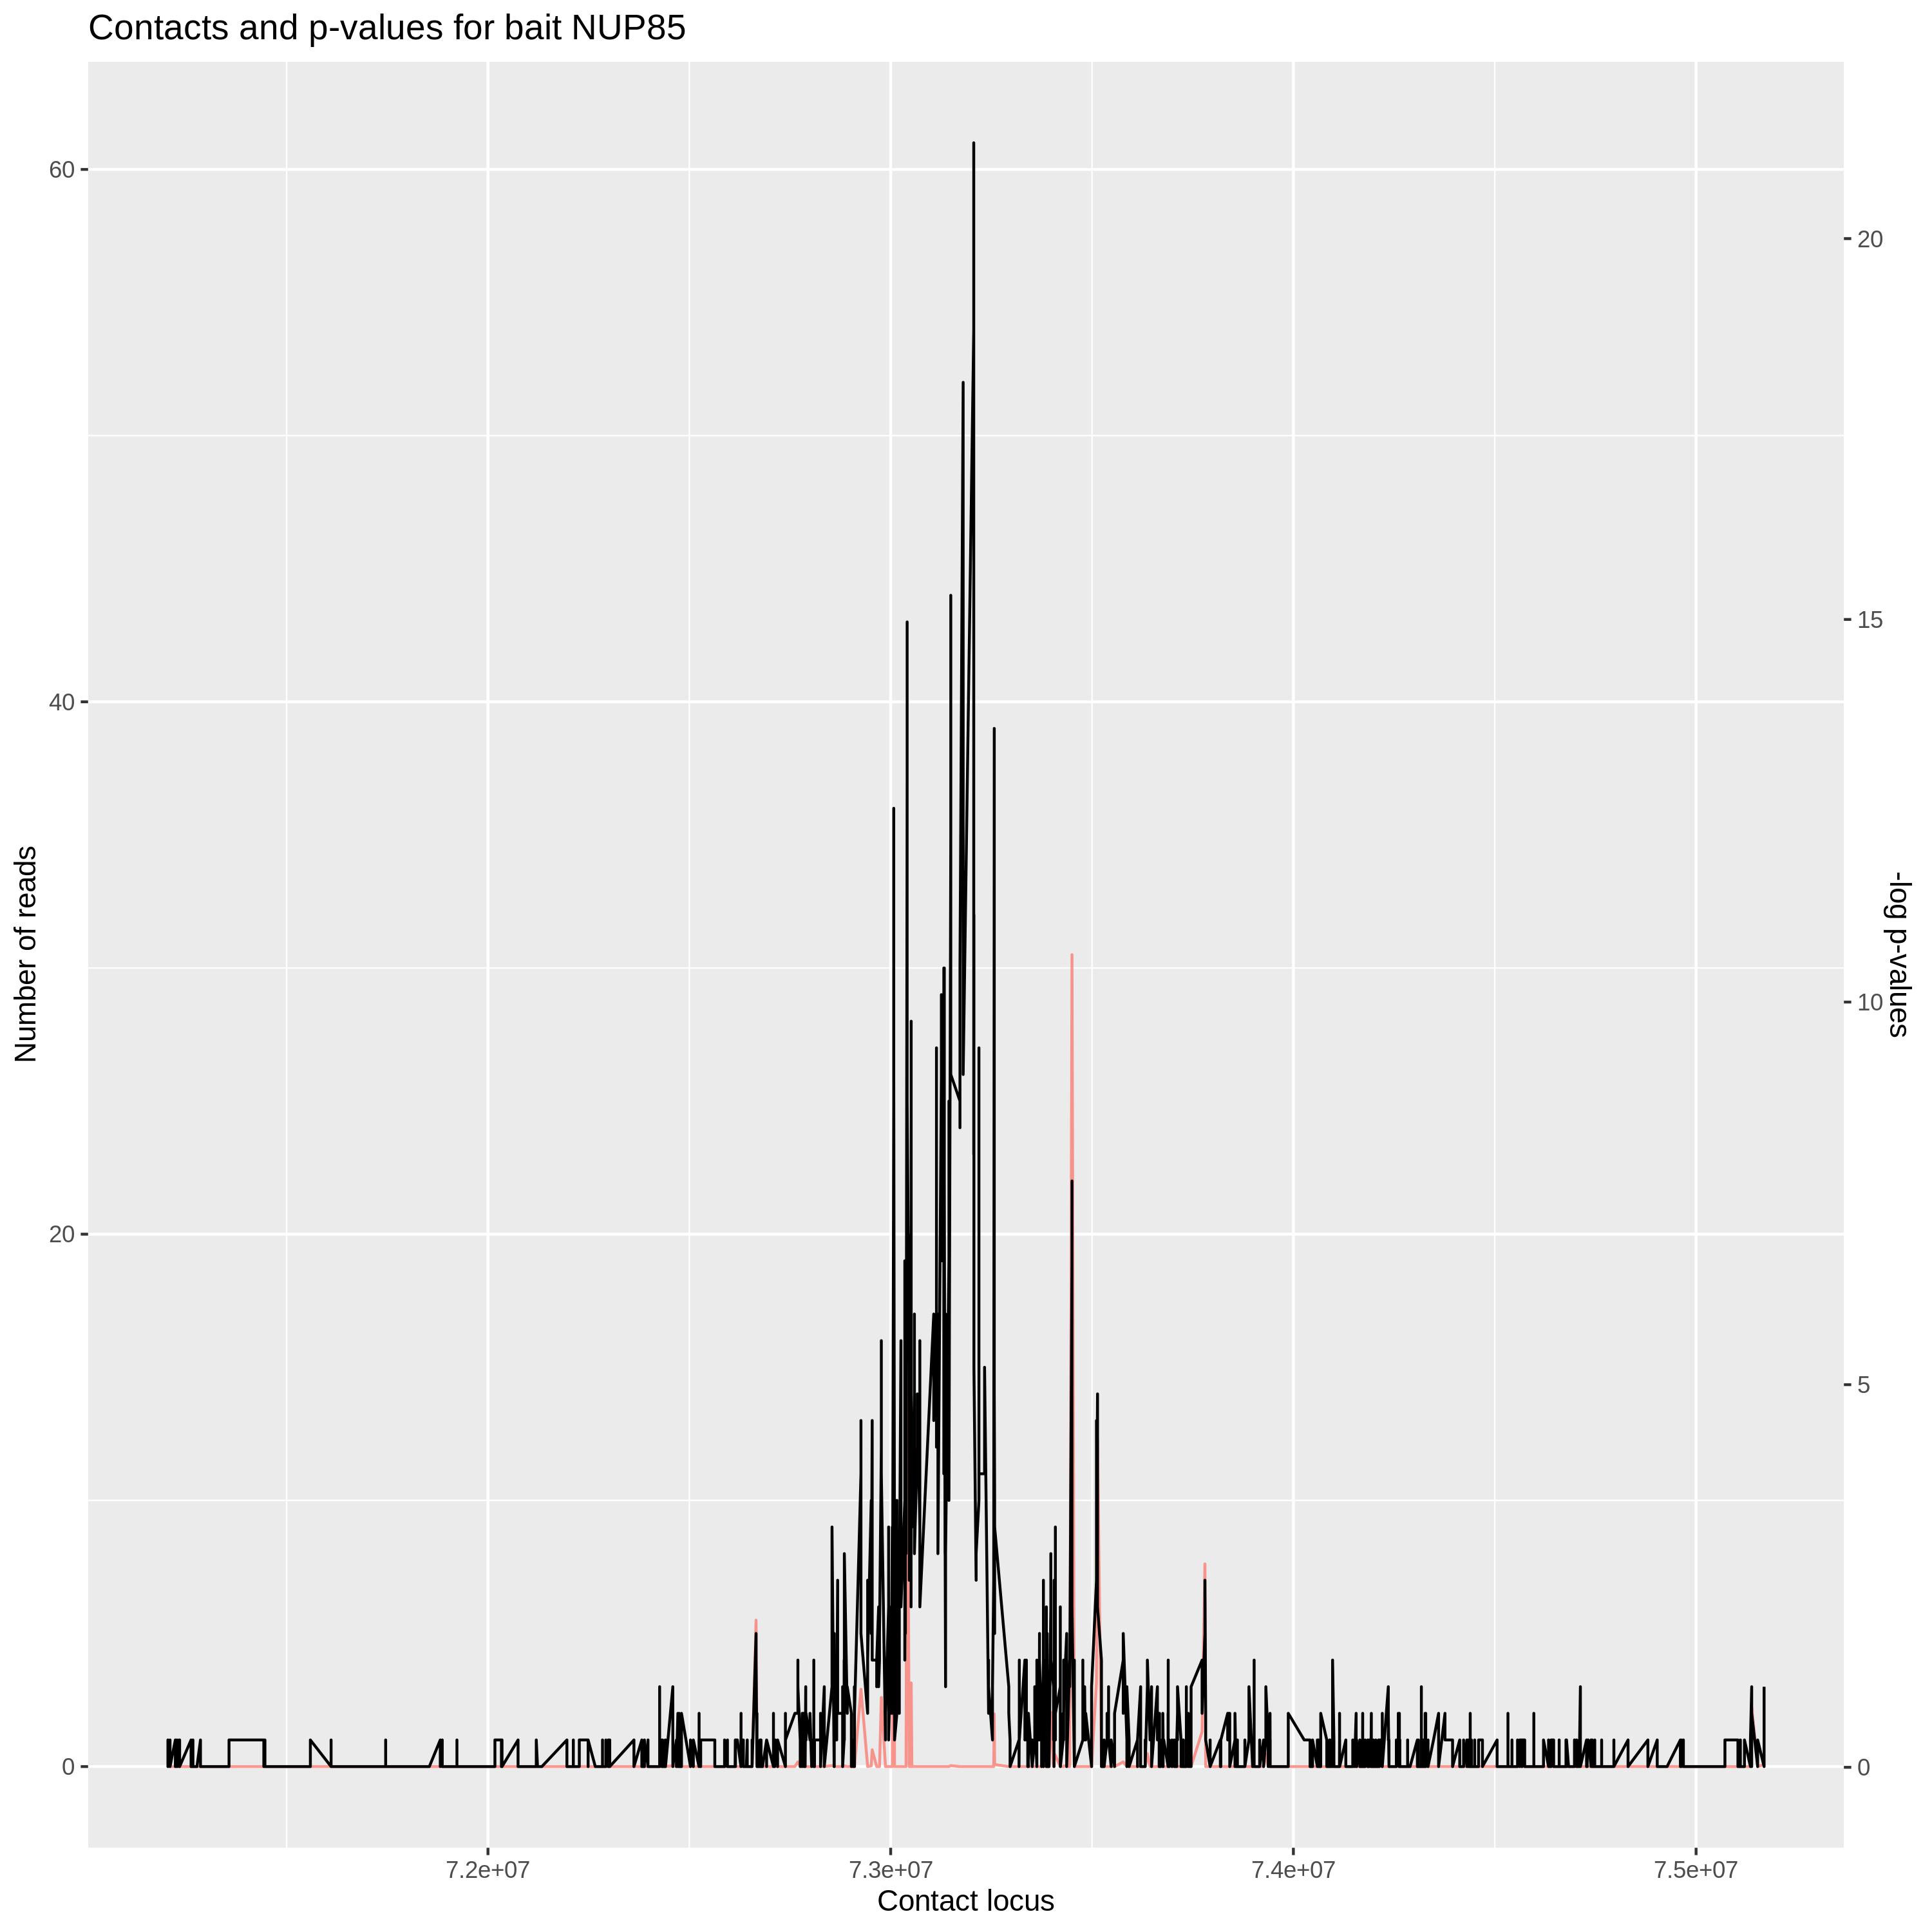 Contacts and p-values for bait NUP85
60
40
20
0
Number of reads
20
15
10
5
0
-log p-values
7.2e+07
7.3e+07
7.4e+07
7.5e+07
Contact locus